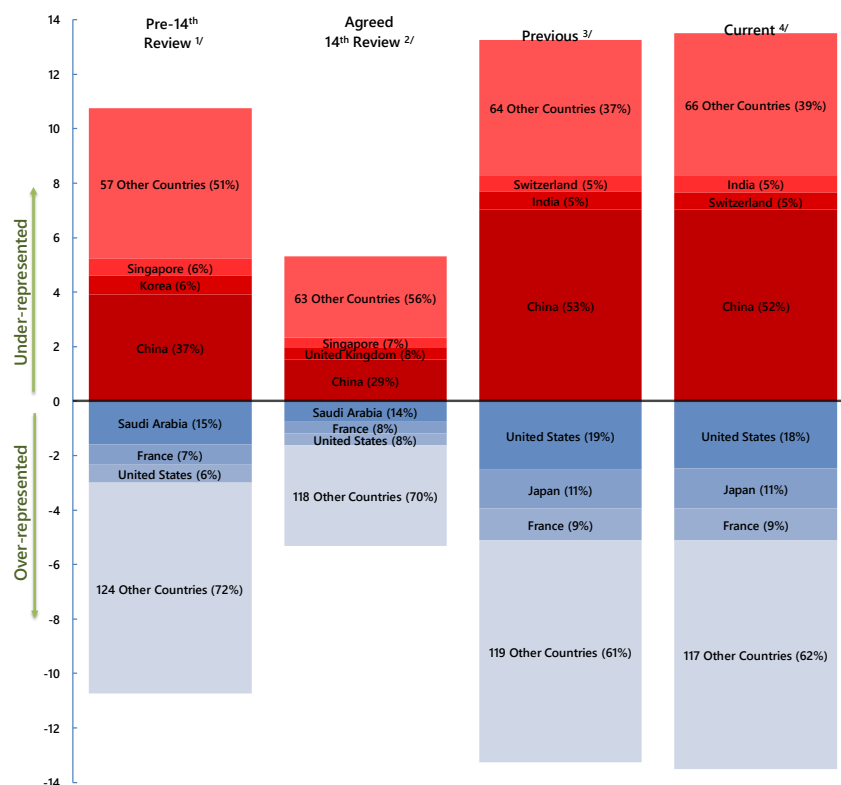 Pre-14th
Review 1/
Agreed
14th Review 2/
Previous 3/
Current 4/
14
12
10
8
6
4
2
0
-2
-4
-6
-8
-10
-12
-14
Under-represented
Over-represented
57 Other Countries (51%)
Singapore (6%)
Korea (6%)
China (37%)
Saudi Arabia (15%)
France (7%)
United States (6%)
124 Other Countries (72%)
63 Other Countries (56%)
Singapore (7%)
United Kingdom (8%)
China (29%)
Saudi Arabia (14%)
France (8%)
United States (8%)
118 Other Countries (70%)
64 Other Countries (37%)
Switzerland (5%)
India (5%)
China (53%)
United States (19%)
Japan (11%)
France (9%)
119 Other Countries (61%)
66 Other Countries (39%)
India (5%)
Switzerland (5%)
China (52%)
United States (18%)
Japan (11%)
France (9%)
117 Other Countries (62%)